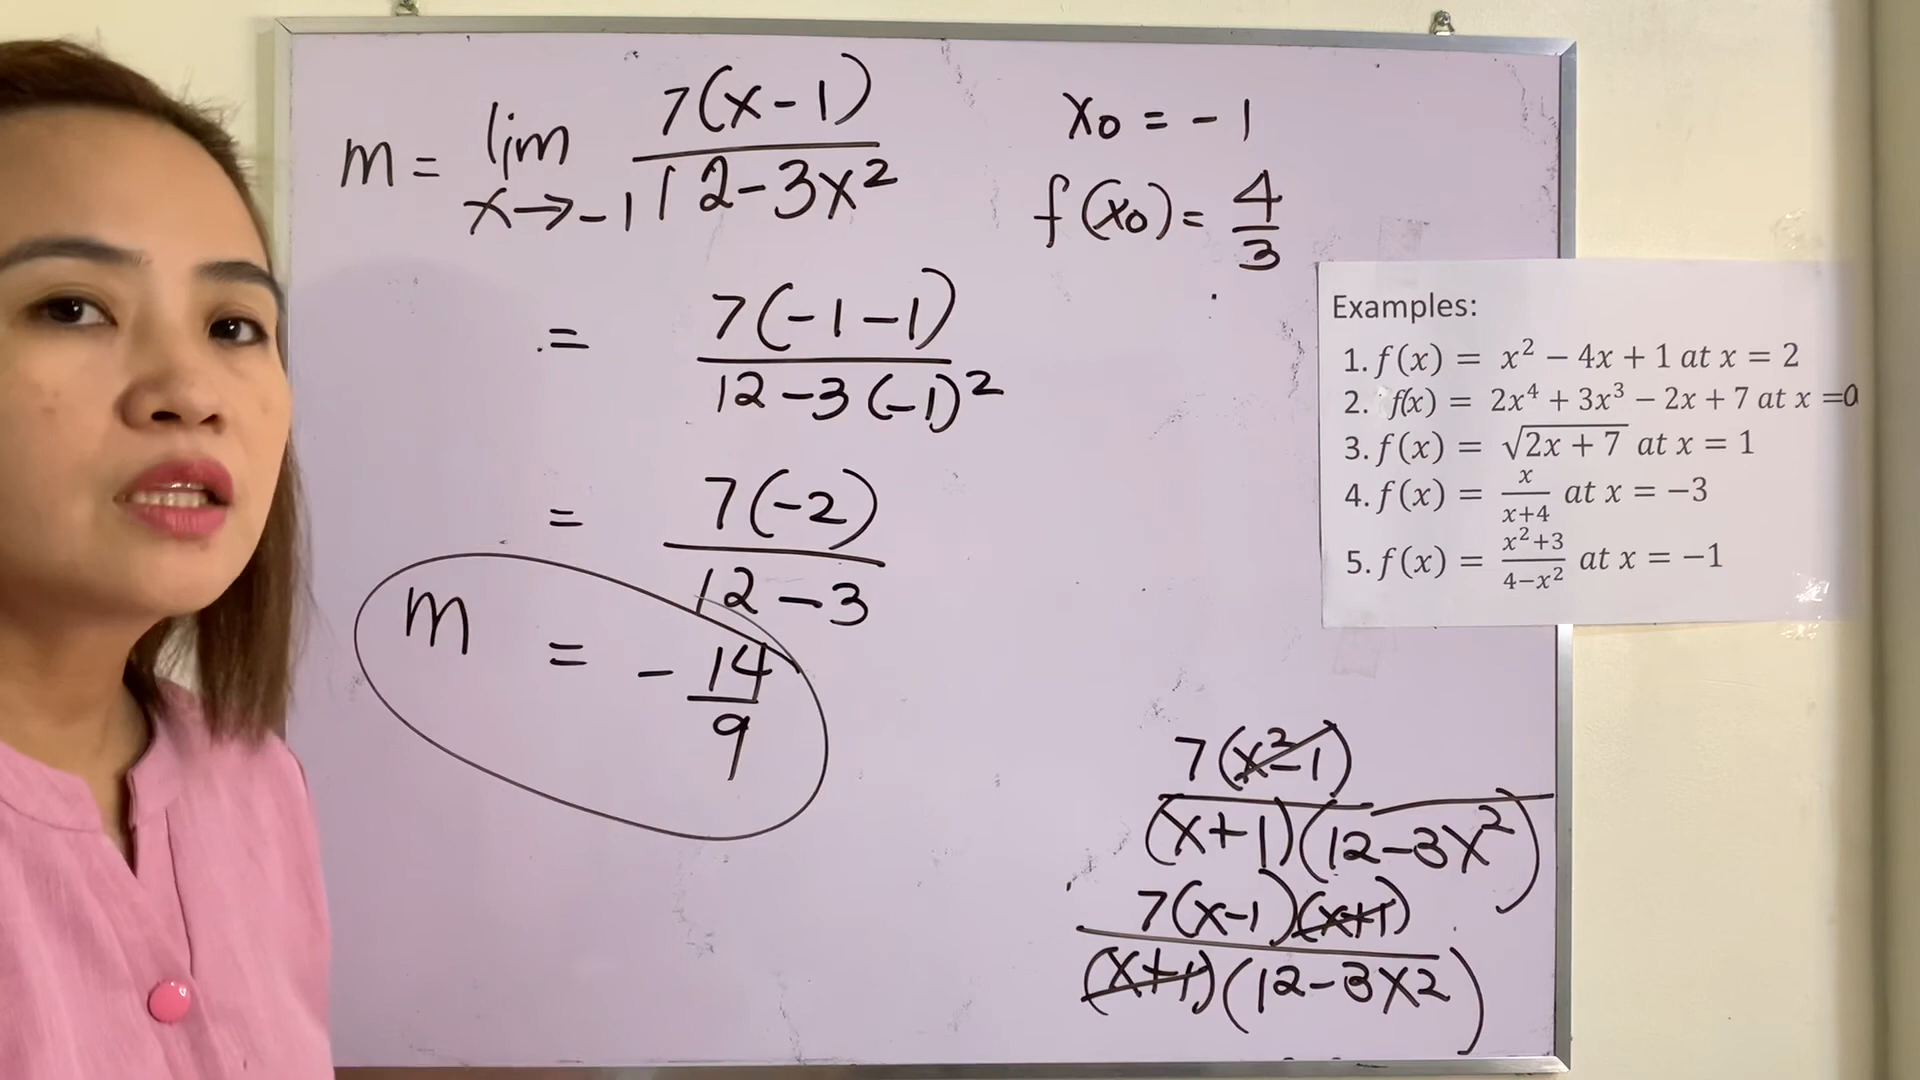 m = lim x→-1 7(x-1) / 12-3x²
= 7(-1-1) / 12-3(-1)²
= 7(-2) / 12-3
m = -14/9
x₀ = -1
f(x₀) = 4/3
Examples:
1. f(x) = x² − 4x + 1 at x = 2
2. f(x) = 2x⁴ + 3x³ − 2x + 7 at x =0
3. f(x) = √(2x + 7) at x = 1
4. f(x) = x/(x+4) at x = −3
5. f(x) = (x²+3)/(4−x²) at x = −1
7(x²-1) / (x+1)(12-3x²)
7(x-1)(x+1) / (x+1)(12-3x2)